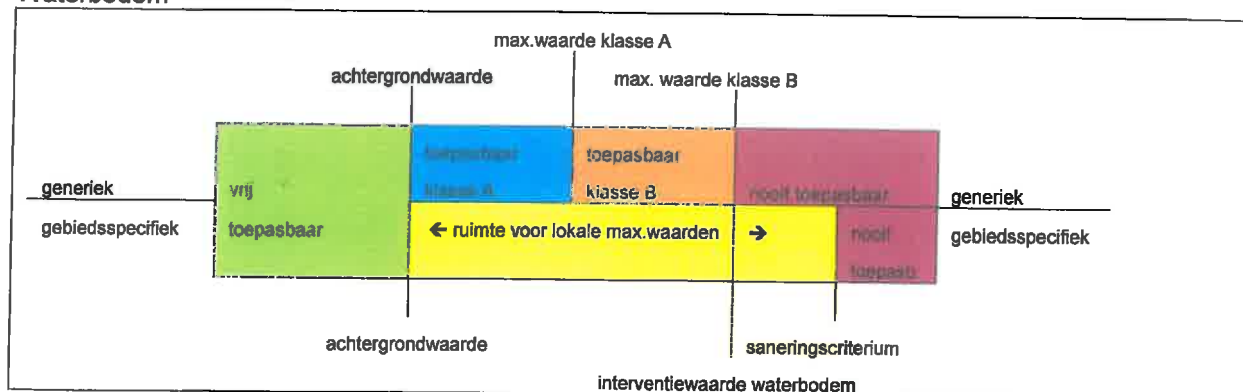 Waterbodem
max.waarde klasse A
achtergrondwaarde
max. waarde klasse B
toepasbaar
klasse A
toepasbaar
klasse B
generiek
vrij
toepasbaar
nooit toepasbaar
generiek
gebiedsspecifiek
← ruimte voor lokale max.waarden →
nooit
toepasb
gebiedsspecifiek
achtergrondwaarde
saneringscriterium
interventiewaarde waterbodem